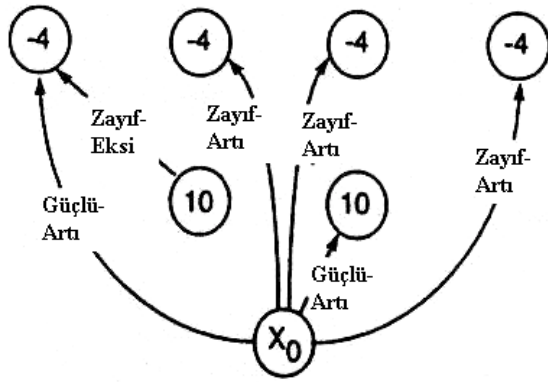 -4 -4 -4 -4
Zayıf-
Eksi
Zayıf-
Artı
Zayıf-
Artı
Zayıf-
Artı
Güçlü-
Artı
10 10
Güçlü-
Artı
X0